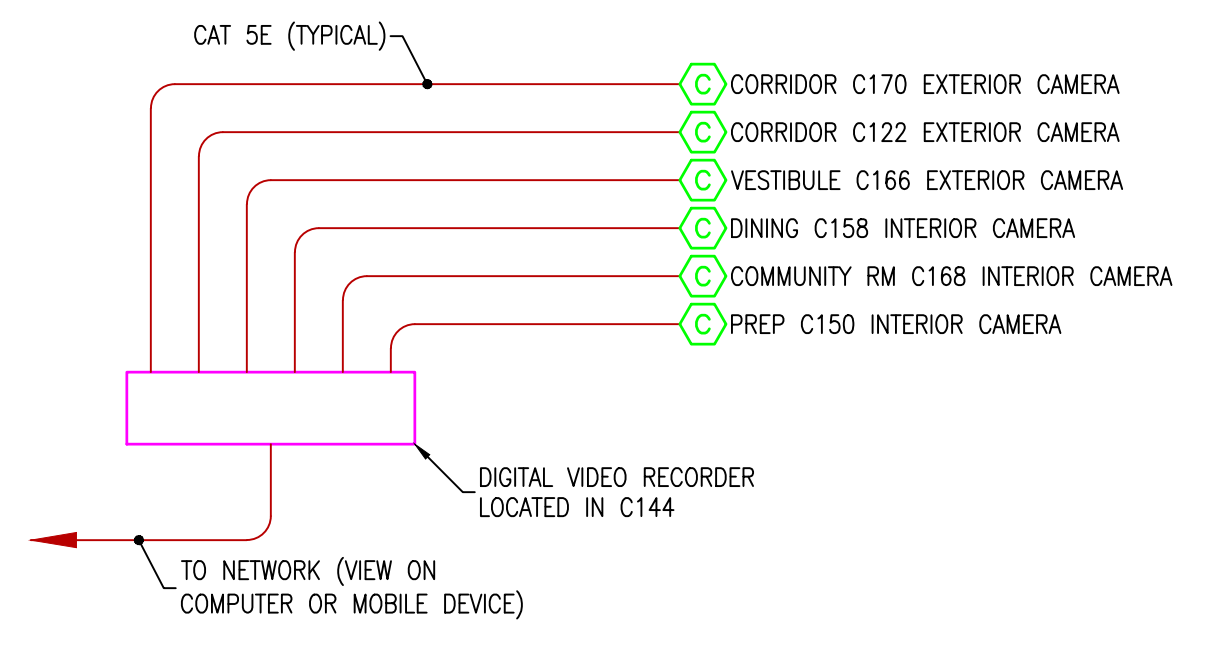 CAT 5E (TYPICAL)
C CORRIDOR C170 EXTERIOR CAMERA
C CORRIDOR C122 EXTERIOR CAMERA
C VESTIBULE C166 EXTERIOR CAMERA
C DINING C158 INTERIOR CAMERA
C COMMUNITY RM C168 INTERIOR CAMERA
C PREP C150 INTERIOR CAMERA
DIGITAL VIDEO RECORDER
LOCATED IN C144
TO NETWORK (VIEW ON
COMPUTER OR MOBILE DEVICE)